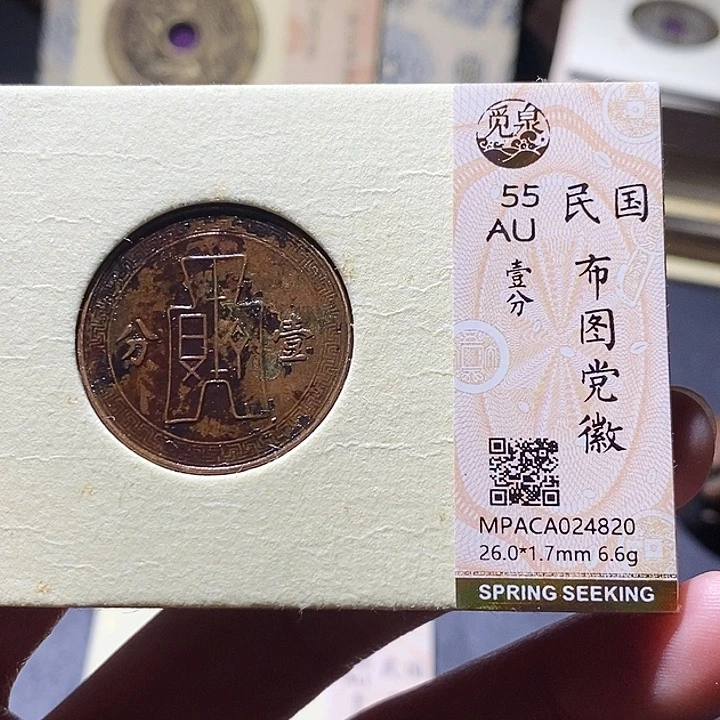 分 壹
觅泉
55
AU
壹分
民国
布图党徽
MPACA024820
26.0*1.7mm 6.6g
SPRING SEEKING